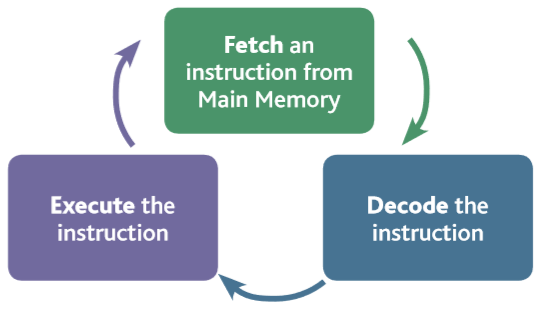 Fetch an
instruction from
Main Memory
Execute the
instruction
Decode the
instruction